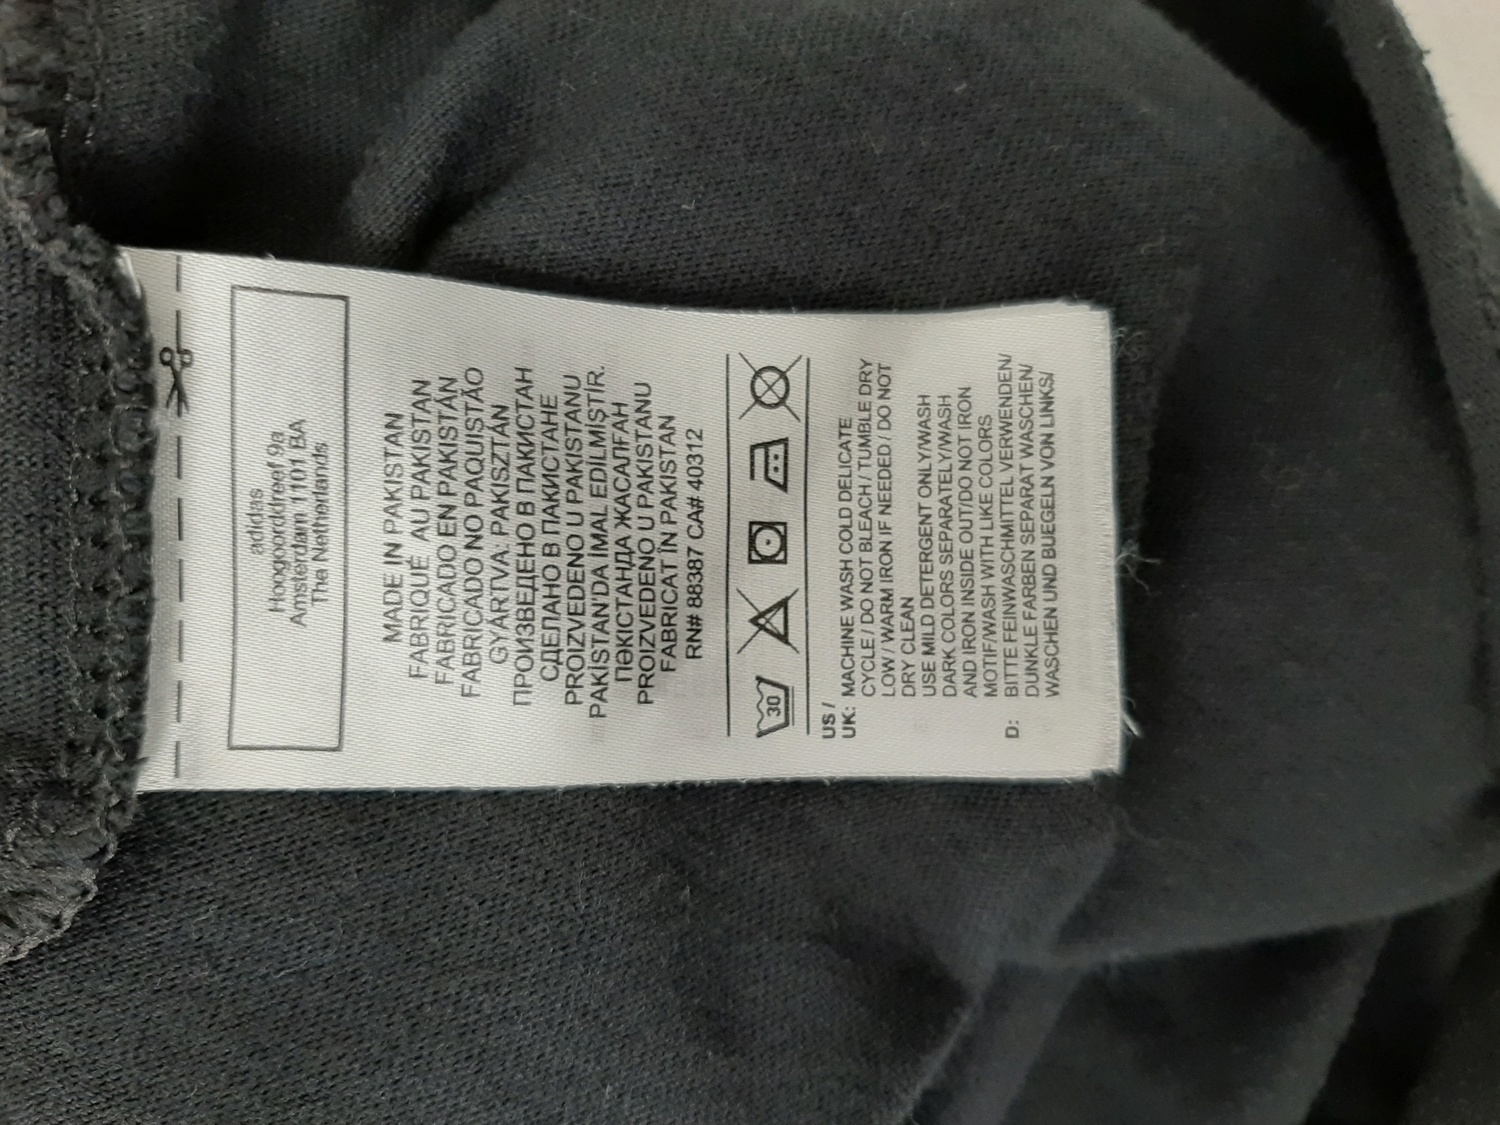 adidas
Hoogoorddreef 9a
Amsterdam 1101 BA
The Netherlands
MADE IN PAKISTAN
FABRIQUÉ AU PAKISTAN
FABRICADO EN PAKISTÁN
FABRICADO NO PAQUISTÃO
GYÁRTVA. PAKISZTÁN
ПРОИЗВЕДЕНО В ПАКИСТАН
СДЕЛАНО В ПАКИСТАНЕ
PROIZVEDENO U PAKISTANU
PAKİSTAN'DA İMAL EDİLMİŞTİR.
ПӘКІСТАНДА ЖАСАЛҒАН
PROIZVEDENO U PAKISTANU
FABRICAT ÎN PAKISTAN
RN# 88387 CA# 40312
30
US /
UK: MACHINE WASH COLD DELICATE
CYCLE / DO NOT BLEACH / TUMBLE DRY
LOW / WARM IRON IF NEEDED / DO NOT
DRY CLEAN
USE MILD DETERGENT ONLY/WASH
DARK COLORS SEPARATELY/WASH
AND IRON INSIDE OUT/DO NOT IRON
MOTIF/WASH WITH LIKE COLORS
D: BITTE FEINWASCHMITTEL VERWENDEN/
DUNKLE FARBEN SEPARAT WASCHEN/
WASCHEN UND BUEGELN VON LINKS/